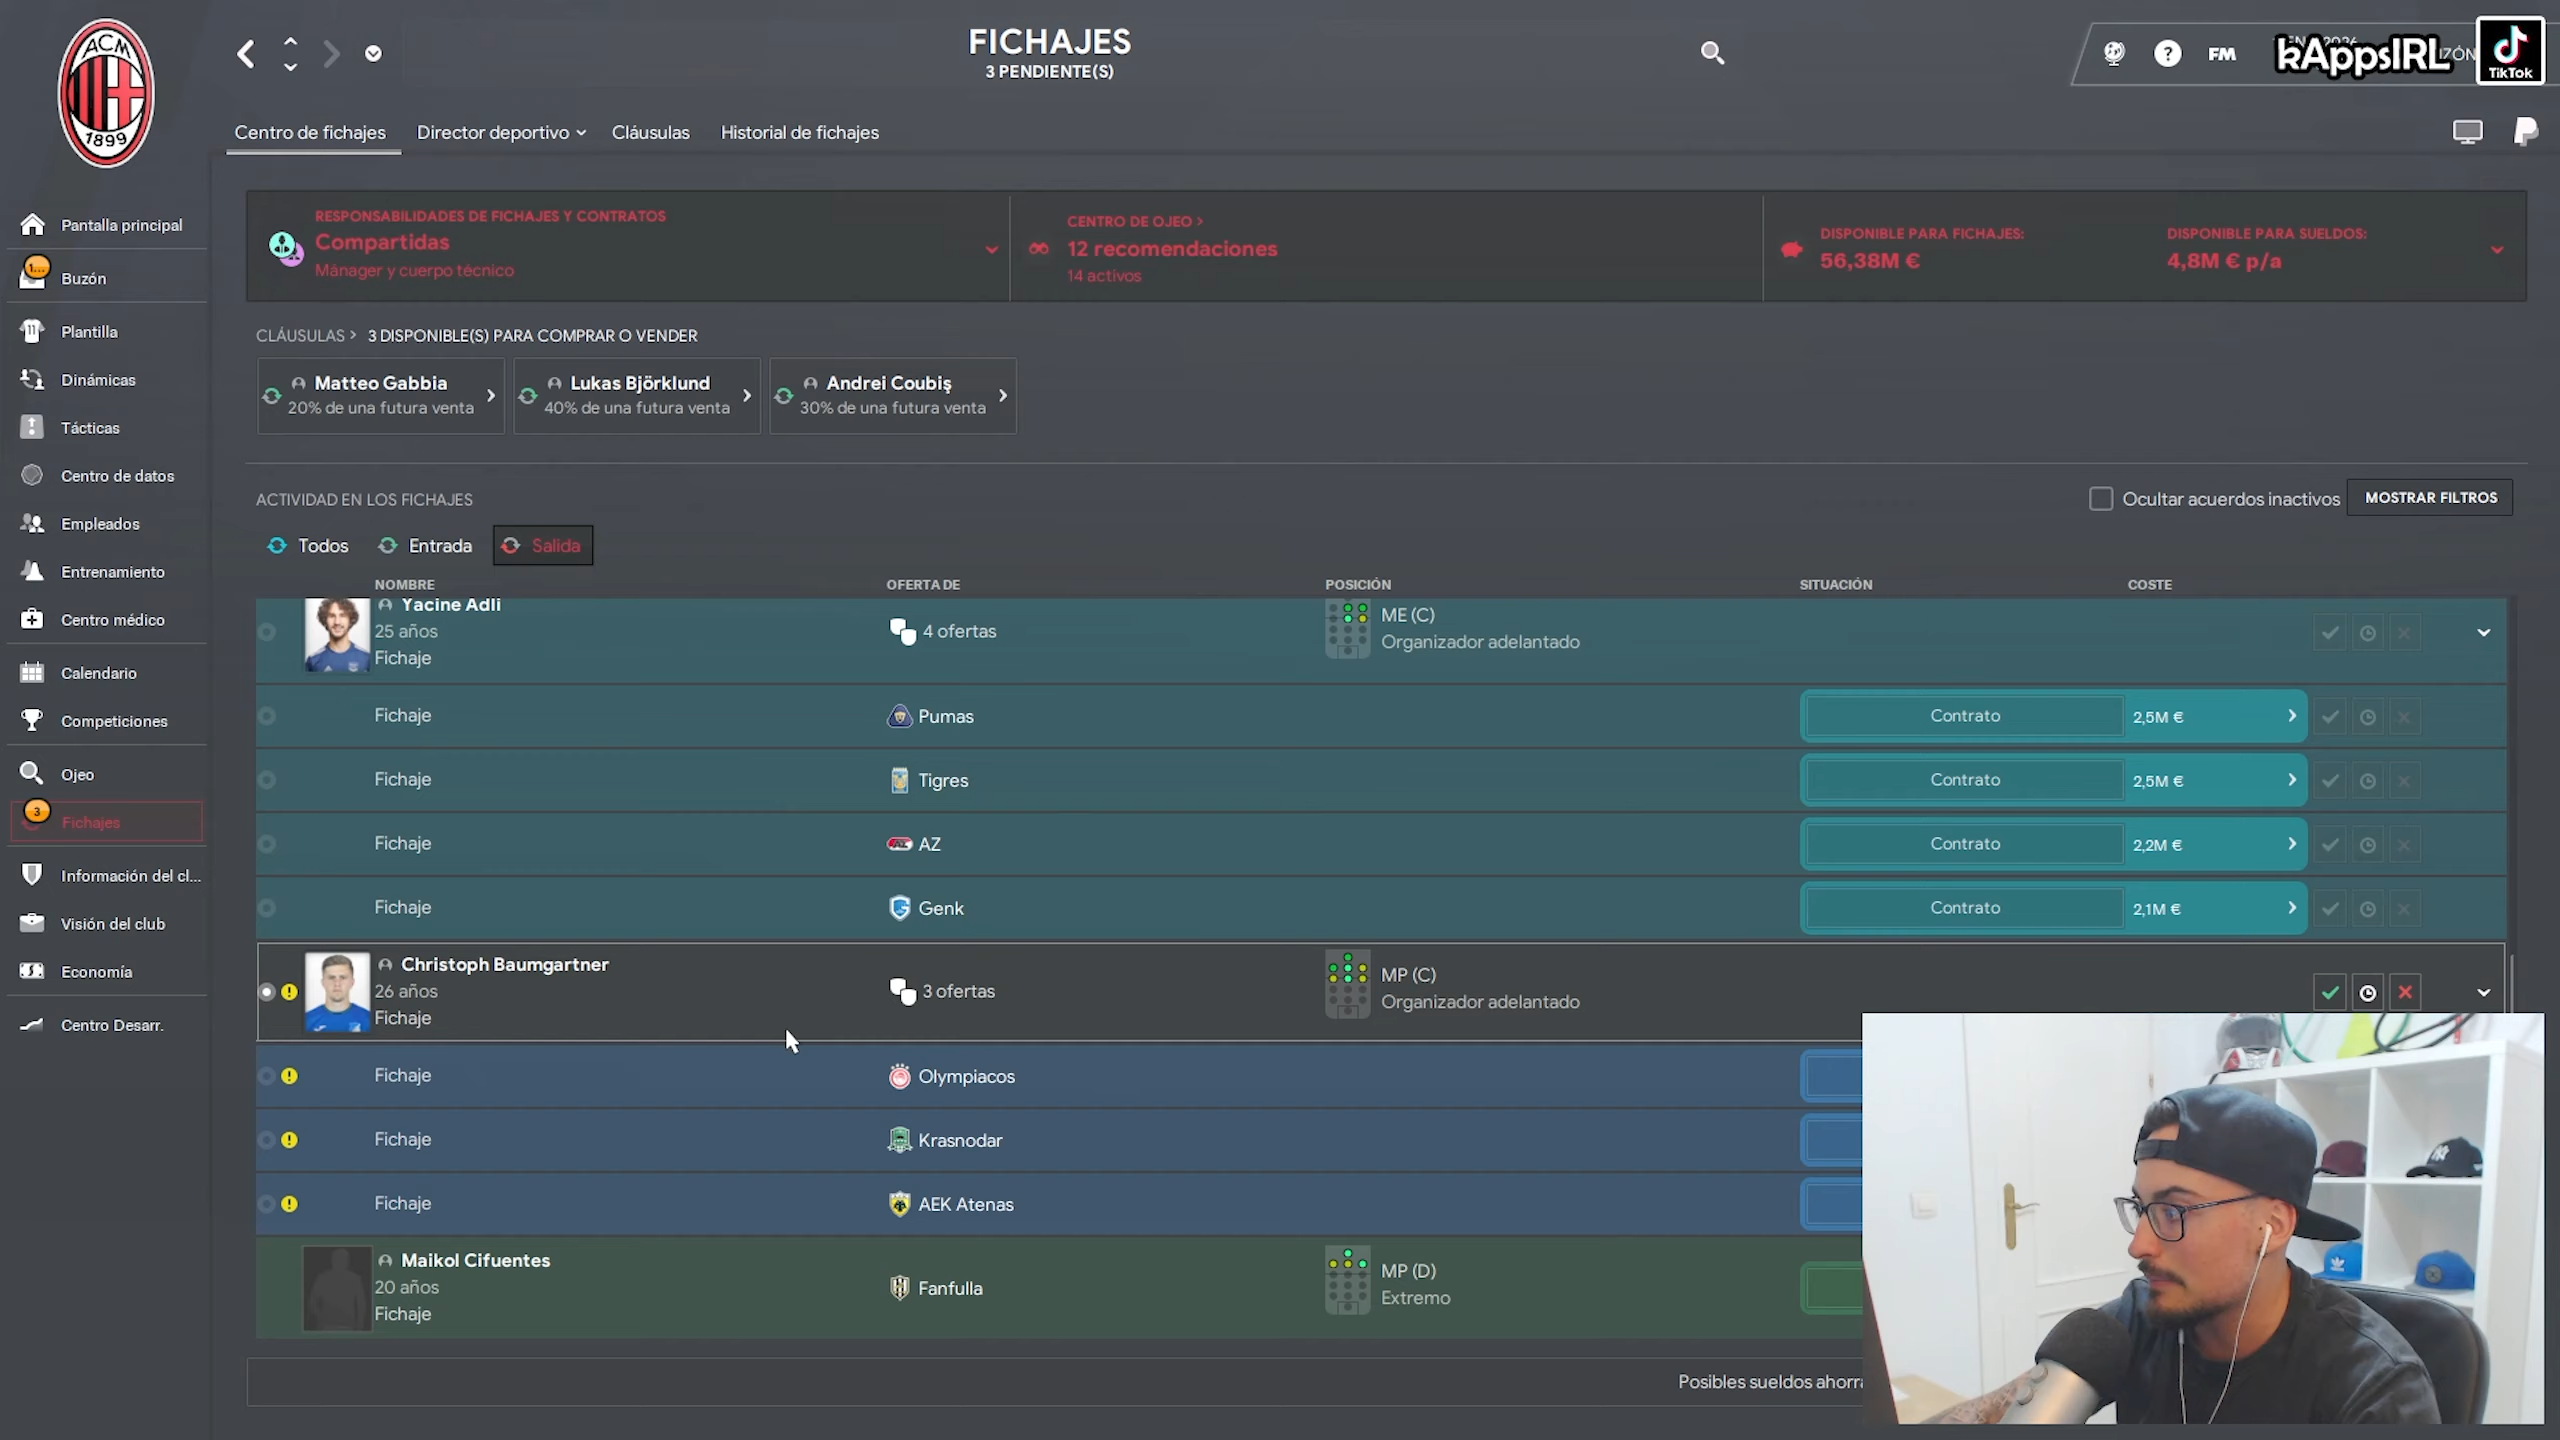 ACM
1899
FICHAJES
3 PENDIENTE(S)
FM
kAppsIRL
TikTok
Centro de fichajes
Director deportivo
Cláusulas
Historial de fichajes
Pantalla principal
1...
Buzón
11
Plantilla
Dinámicas
Tácticas
Centro de datos
Empleados
Entrenamiento
Centro médico
Calendario
Competiciones
Ojeo
3
Fichajes
Información del cl...
Visión del club
Economía
Centro Desarr.
RESPONSABILIDADES DE FICHAJES Y CONTRATOS
Compartidas
Mánager y cuerpo técnico
CENTRO DE OJEO >
12 recomendaciones
14 activos
DISPONIBLE PARA FICHAJES:
56,38M €
DISPONIBLE PARA SUELDOS:
4,8M € p/a
CLÁUSULAS > 3 DISPONIBLE(S) PARA COMPRAR O VENDER
Matteo Gabbia
20% de una futura venta
Lukas Björklund
40% de una futura venta
Andrei Coubiș
30% de una futura venta
ACTIVIDAD EN LOS FICHAJES
Ocultar acuerdos inactivos
MOSTRAR FILTROS
Todos
Entrada
Salida
NOMBRE OFERTA DE POSICIÓN SITUACIÓN COSTE
Yacine Adli
25 años
Fichaje
4 ofertas
ME (C)
Organizador adelantado
Fichaje Pumas Contrato 2,5M €
Fichaje Tigres Contrato 2,5M €
Fichaje AZ Contrato 2,2M €
Fichaje Genk Contrato 2,1M €
Christoph Baumgartner
26 años
Fichaje
3 ofertas
MP (C)
Organizador adelantado
Fichaje Olympiacos
Fichaje Krasnodar
Fichaje AEK Atenas
Maikol Cifuentes
20 años
Fichaje
Fanfulla
MP (D)
Extremo
Posibles sueldos ahorra